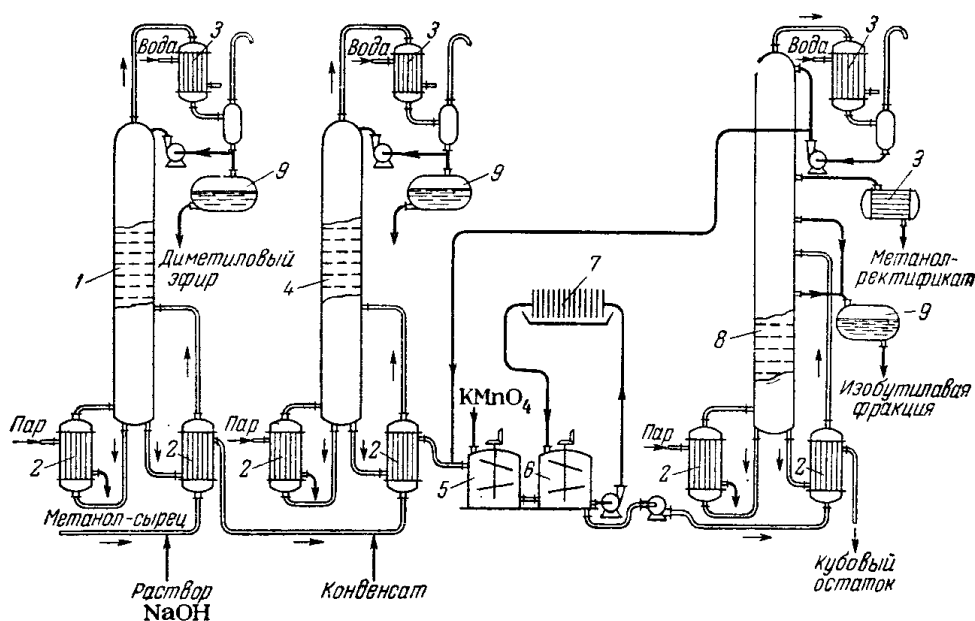 Вода
3
Вода
3
Вода
3
9
9
3
Диметиловый
эфир
Метанол-
ректификат
1
4
7
8
9
KMnO4
Изобутиловая
фракция
Пар
2
2
Пар
2
2
5
6
Пар
2
2
Метанол-сырец
Раствор
NaOH
Конденсат
Кубовый
остаток